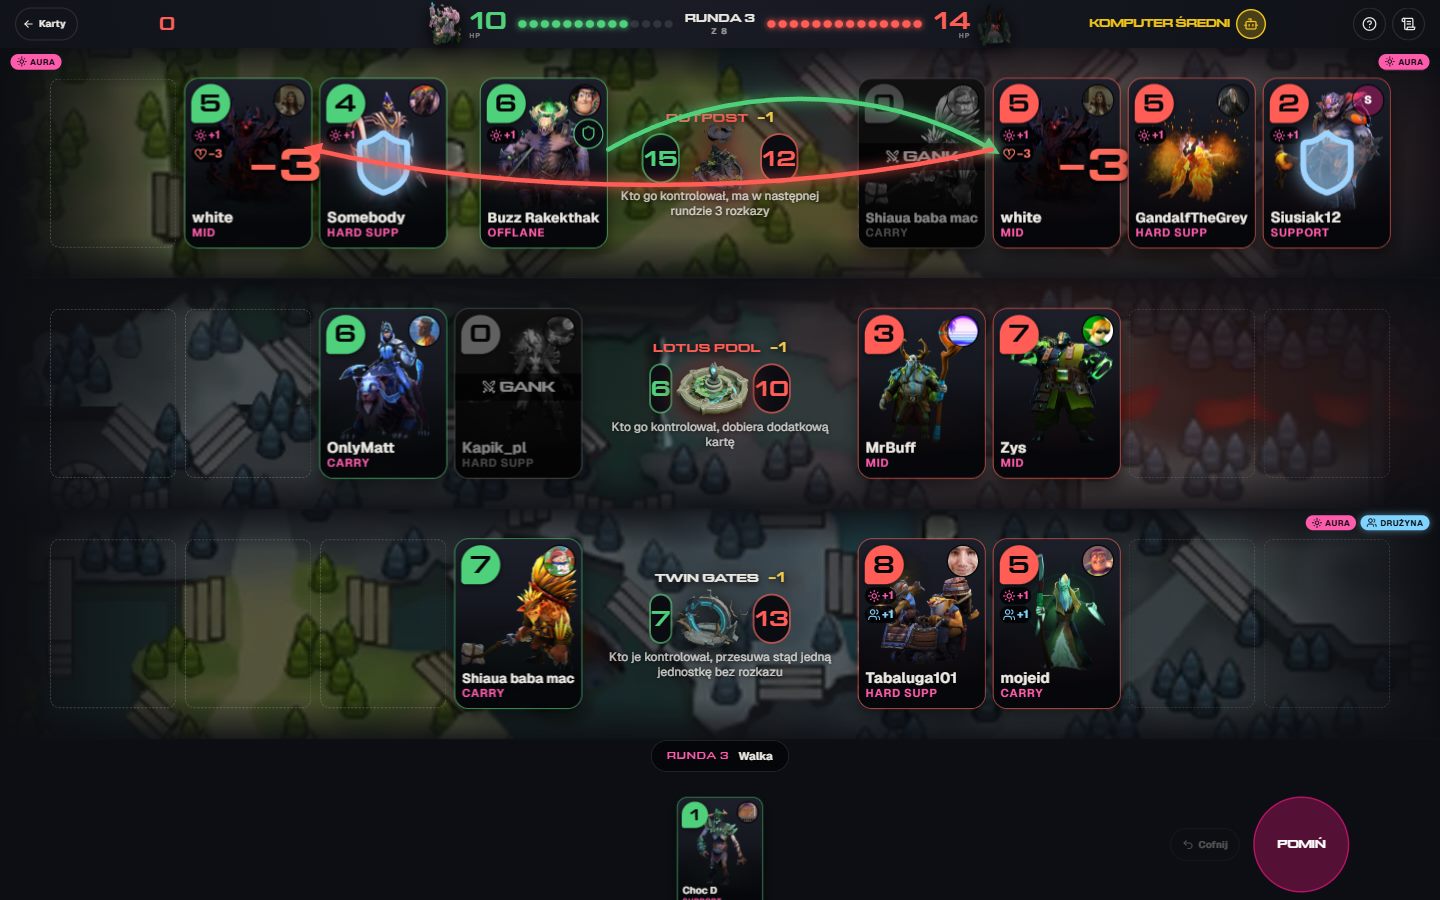 Karty
0
10
HP
RUNDA 3
Z 8
14
HP
KOMPUTER ŚREDNI
AURA
AURA
5
+1
-3
-3
white
MID
4
+1
Somebody
HARD SUPP
6
Buzz Rakekthak
OFFLANE
OUTPOST -1
15
12
Kto go kontrolował, ma w następnej
rundzie 3 rozkazy
0
GANK
Shiaua baba mac
CARRY
5
+1
-3
-3
white
MID
5
+1
GandalfTheGrey
HARD SUPP
2
S
+1
Siusiak12
SUPPORT
6
OnlyMatt
CARRY
0
GANK
Kapik_pl
HARD SUPP
LOTUS POOL -1
6
10
Kto go kontrolował, dobiera dodatkową
kartę
3
MrBuff
MID
7
Zys
MID
AURA
DRUŻYNA
7
Shiaua baba mac
CARRY
TWIN GATES -1
7
13
Kto je kontrolował, przesuwa stąd jedną
jednostkę bez rozkazu
8
+1
+1
Tabaluga101
HARD SUPP
5
+1
+1
mojeid
CARRY
RUNDA 3 Walka
1
Choc D
Cofnij
POMIŃ